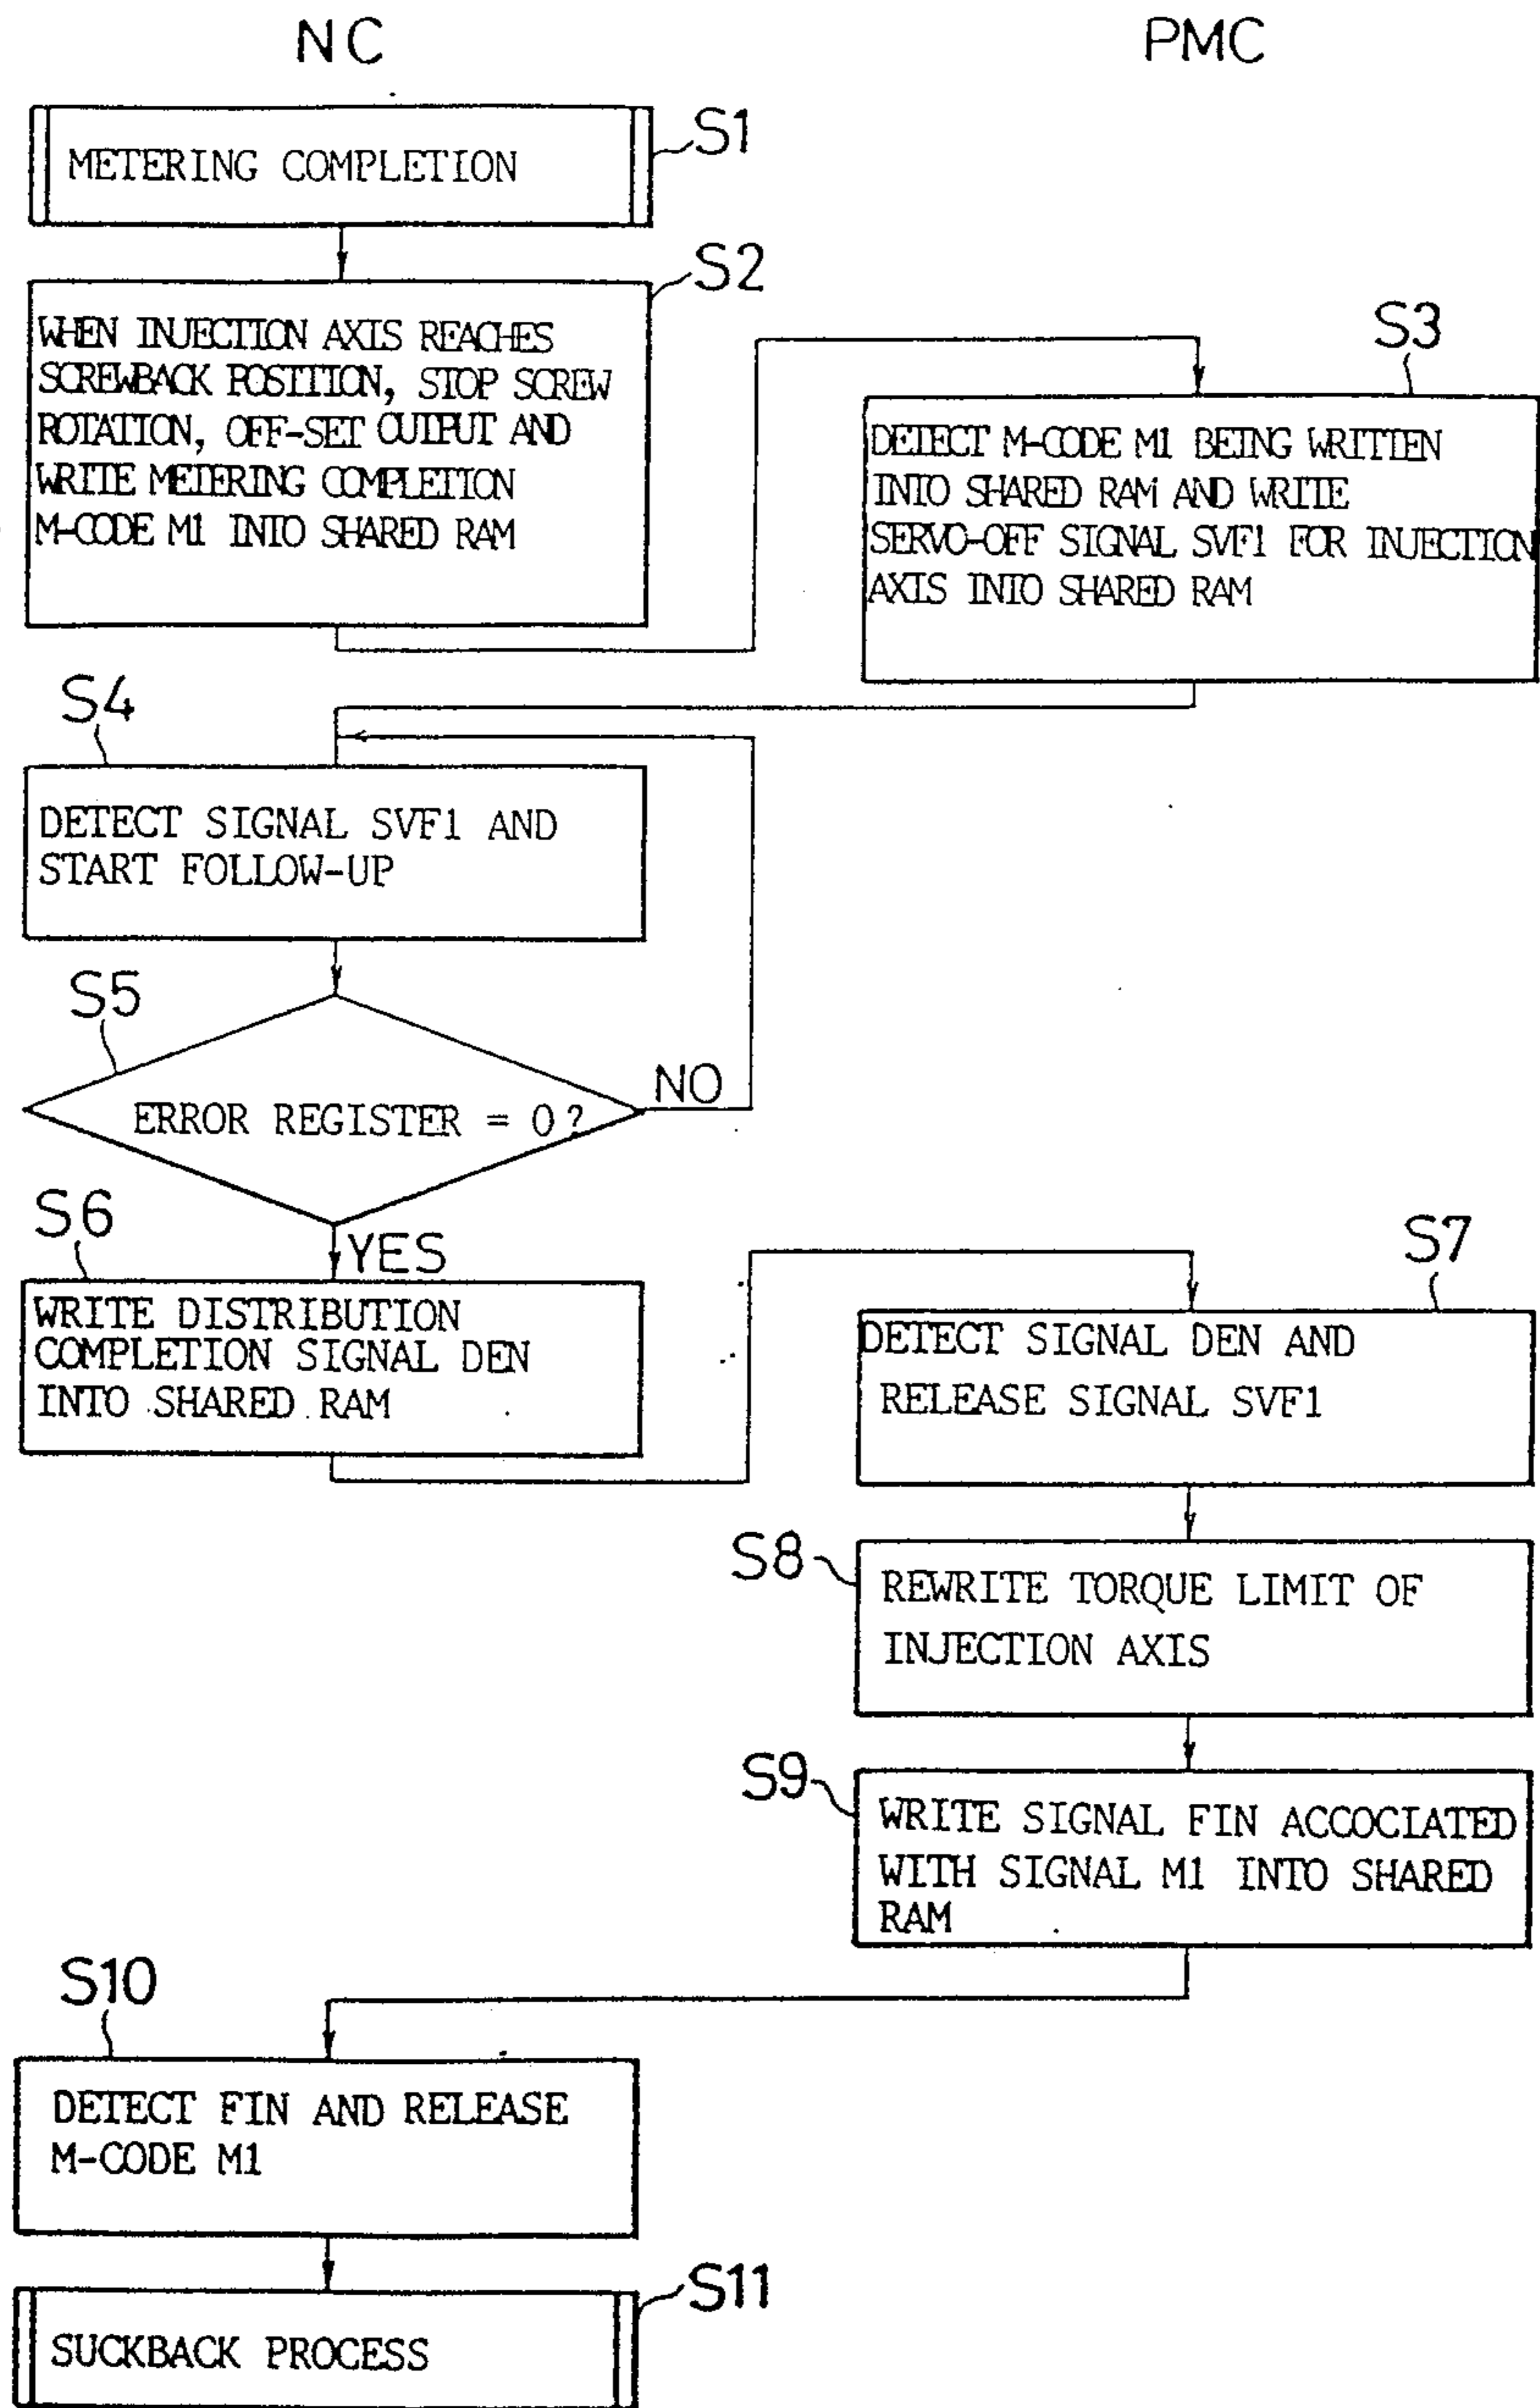 NC
PMC
METERING COMPLETION
S1
S2
WHEN INJECTION AXIS REACHES
SCREWBACK POSITION, STOP SCREW
ROTATION, OFF-SET OUTPUT AND
WRITE METERING COMPLETION
M-CODE M1 INTO SHARED RAM
S3
DETECT M-CODE M1 BEING WRITTEN
INTO SHARED RAM AND WRITE
SERVO-OFF SIGNAL SVF1 FOR INJECTION
AXIS INTO SHARED RAM
S4
DETECT SIGNAL SVF1 AND
START FOLLOW-UP
S5
ERROR REGISTER = 0?
NO
YES
S6
WRITE DISTRIBUTION
COMPLETION SIGNAL DEN
INTO SHARED RAM
S7
DETECT SIGNAL DEN AND
RELEASE SIGNAL SVF1
S8
REWRITE TORQUE LIMIT OF
INJECTION AXIS
S9
WRITE SIGNAL FIN ACCOCIATED
WITH SIGNAL M1 INTO SHARED
RAM
S10
DETECT FIN AND RELEASE
M-CODE M1
S11
SUCKBACK PROCESS